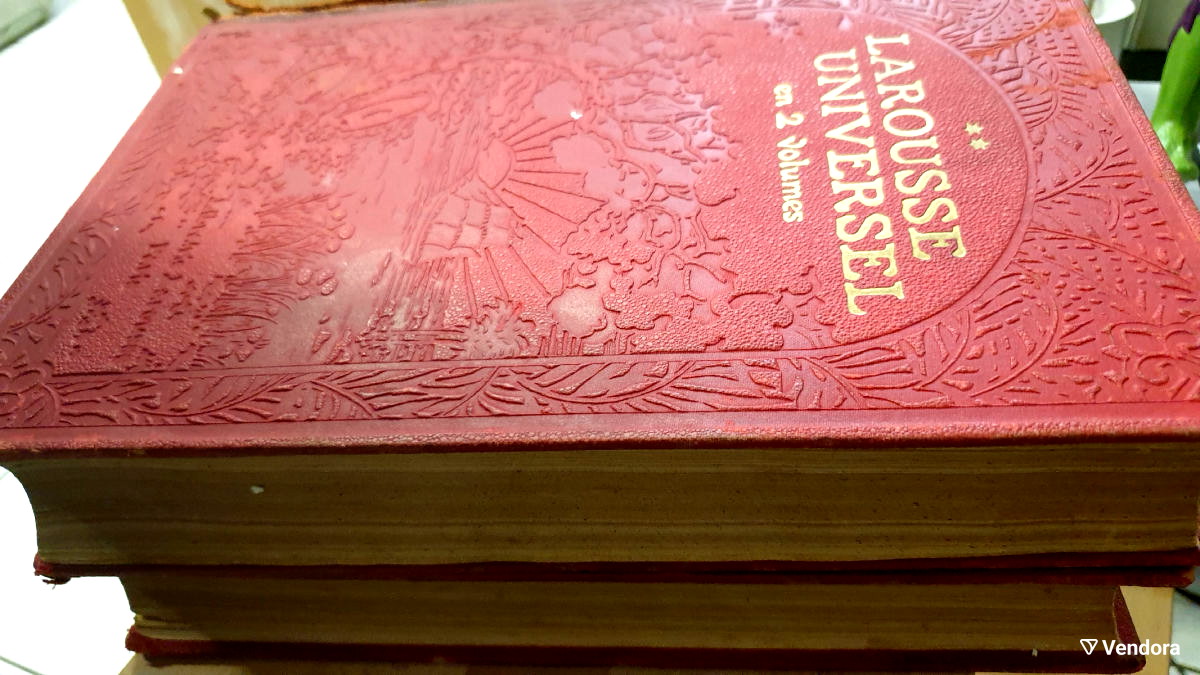 **
LAROUSSE
UNIVERSEL
en 2 Volumes
Vendora